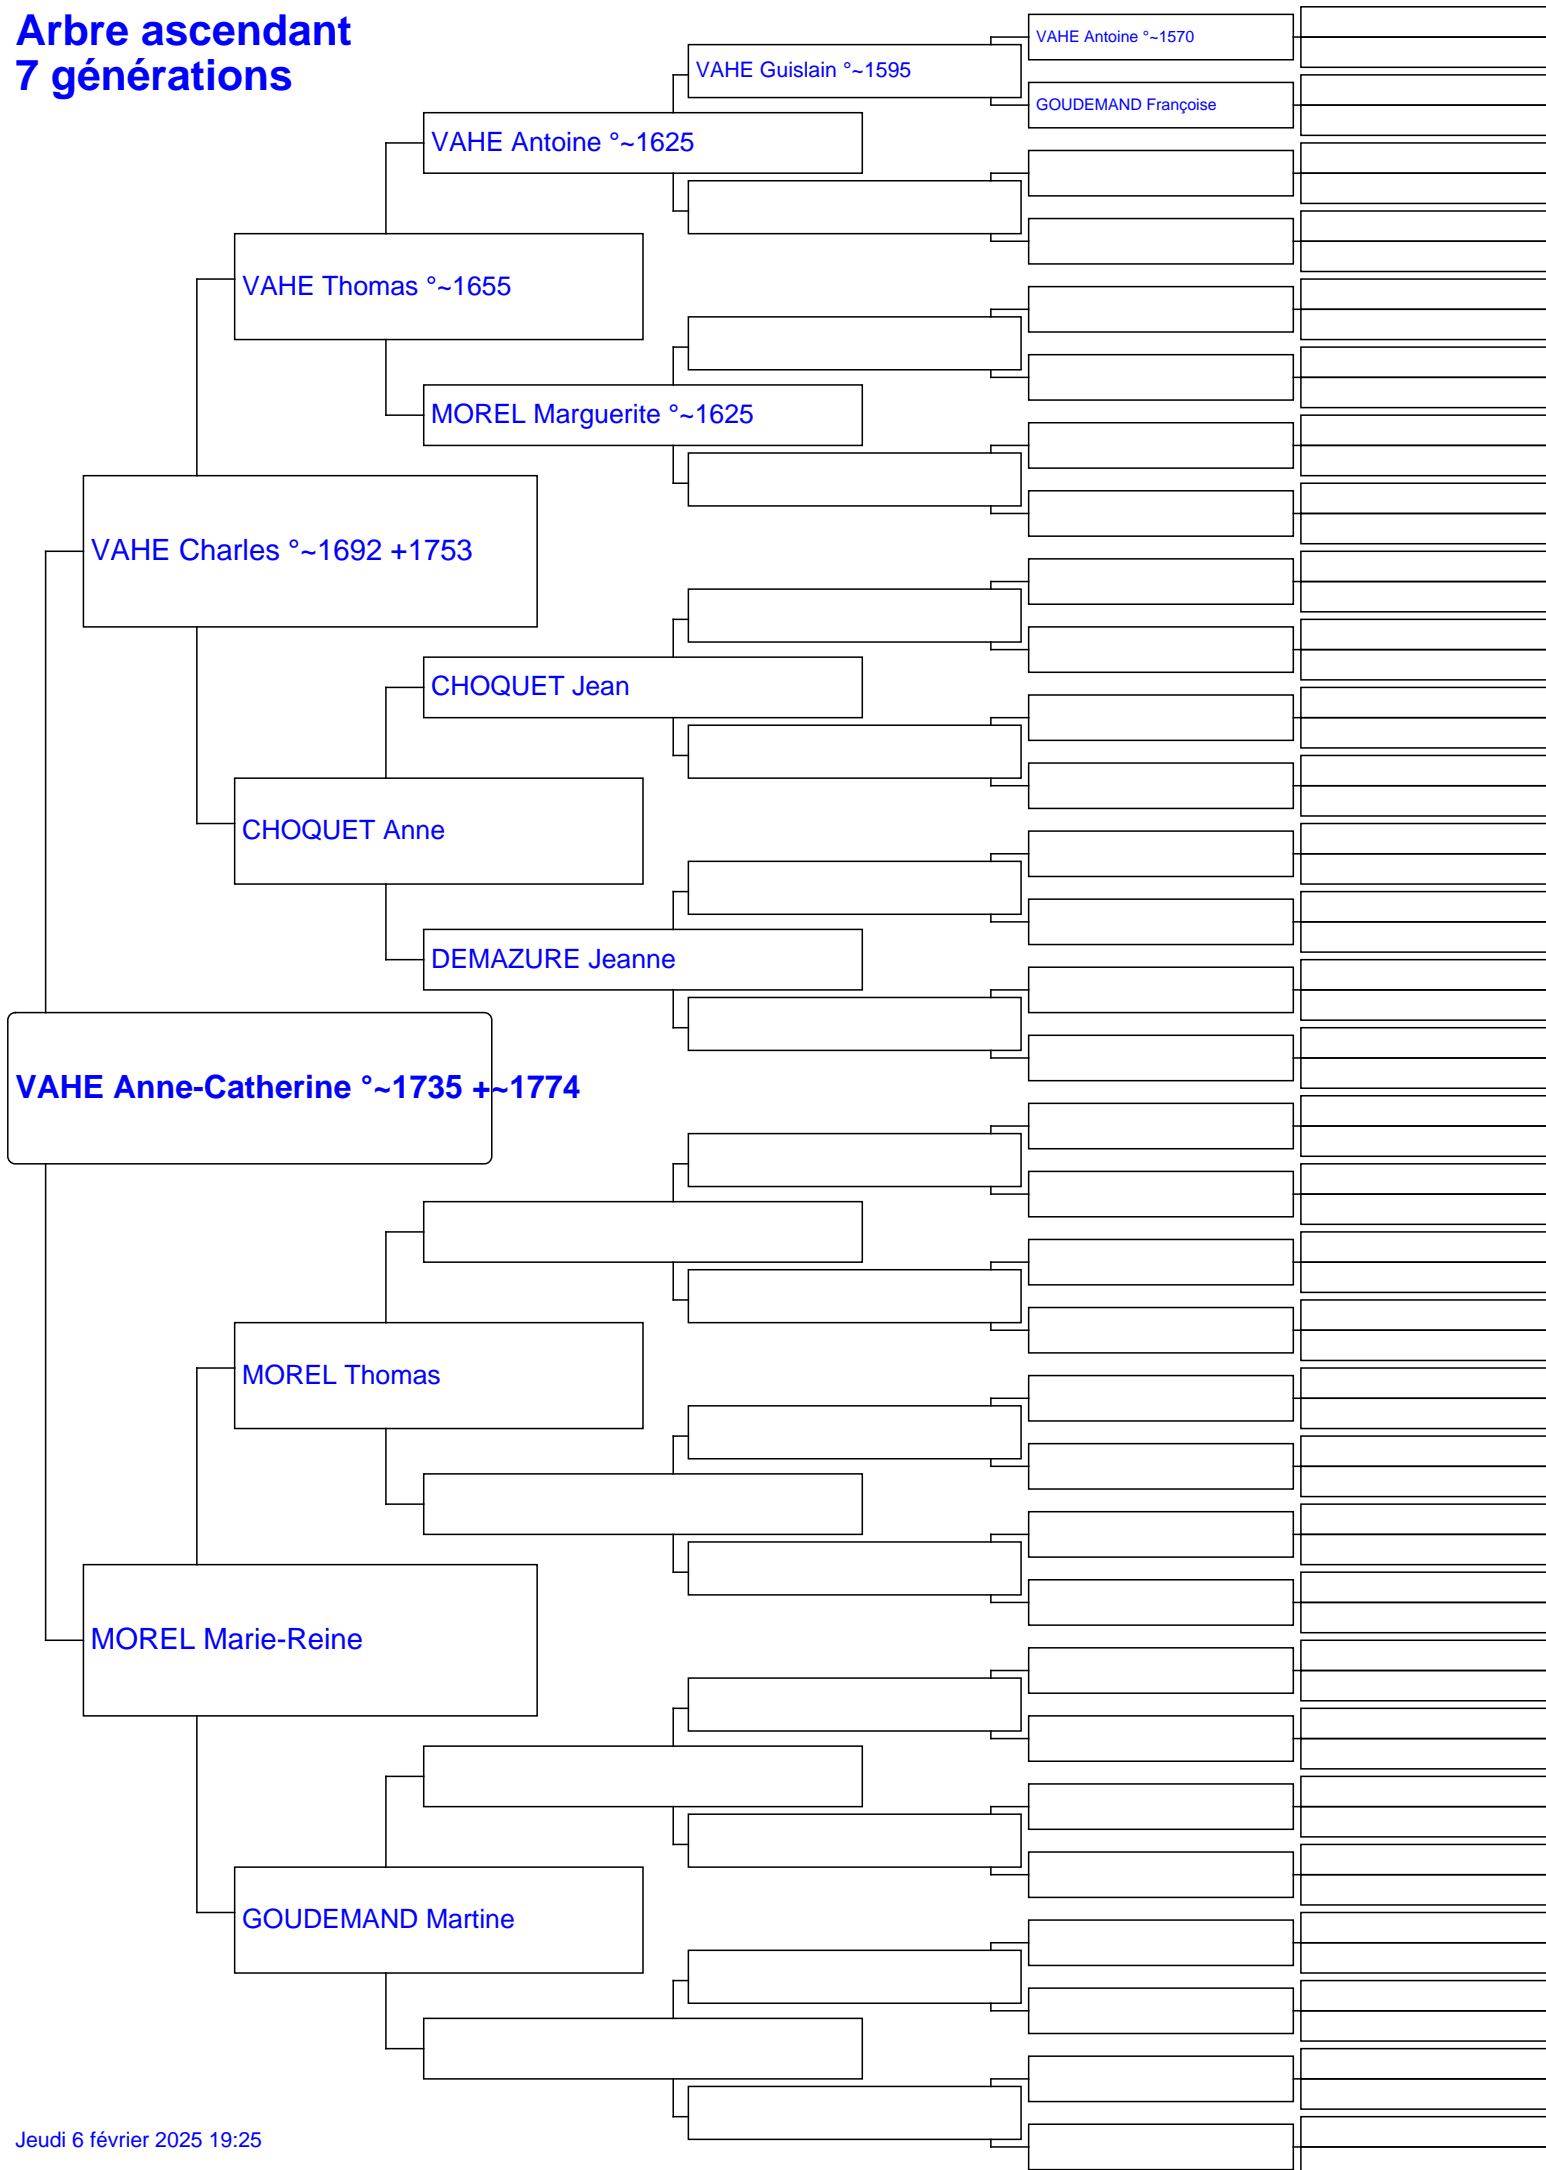 Arbre ascendant
7 générations
VAHE Antoine °~1570
VAHE Guislain °~1595
GOUDEMAND Françoise
VAHE Antoine °~1625
VAHE Thomas °~1655
MOREL Marguerite °~1625
VAHE Charles °~1692 +1753
CHOQUET Jean
CHOQUET Anne
DEMAZURE Jeanne
VAHE Anne-Catherine °~1735 +~1774
MOREL Thomas
MOREL Marie-Reine
GOUDEMAND Martine
Jeudi 6 février 2025 19:25